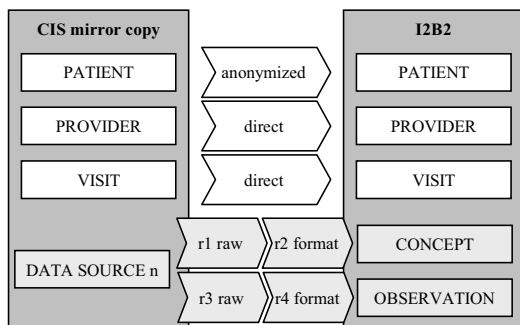 CIS mirror copy
I2B2
PATIENT
anonymized
PATIENT
PROVIDER
direct
PROVIDER
VISIT
direct
VISIT
r1 raw
r2 format
CONCEPT
DATA SOURCE n
r3 raw
r4 format
OBSERVATION